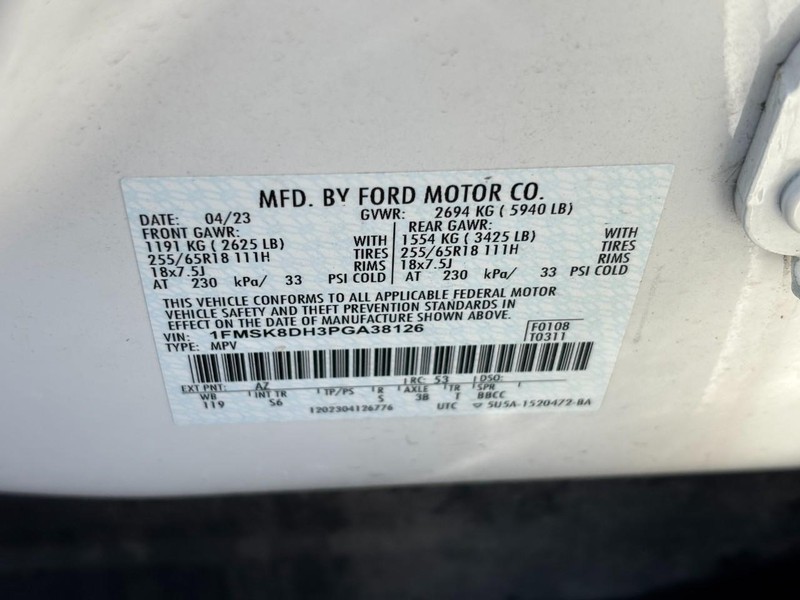 MFD. BY FORD MOTOR CO.
DATE: 04/23 GVWR: 2694 KG ( 5940 LB)
FRONT GAWR: REAR GAWR:
1191 KG ( 2625 LB) WITH 1554 KG ( 3425 LB) WITH
255/65R18 111H TIRES 255/65R18 111H TIRES
18x7.5J RIMS 18x7.5J RIMS
AT 230 kPa/ 33 PSI COLD AT 230 kPa/ 33 PSI COLD
THIS VEHICLE CONFORMS TO ALL APPLICABLE FEDERAL MOTOR
VEHICLE SAFETY AND THEFT PREVENTION STANDARDS IN
EFFECT ON THE DATE OF MANUFACTURE SHOWN ABOVE.
VIN: 1FMSK8DH3PGA38126 F0108
TYPE: MPV T0311
EXT PNT: AZ RC: 53 DSO:
WB INT TR TP/PS R AXLE TR SPR
119 S6 S 3B T BBCC
1202304126776 UTC 5U5A-1520472-BA